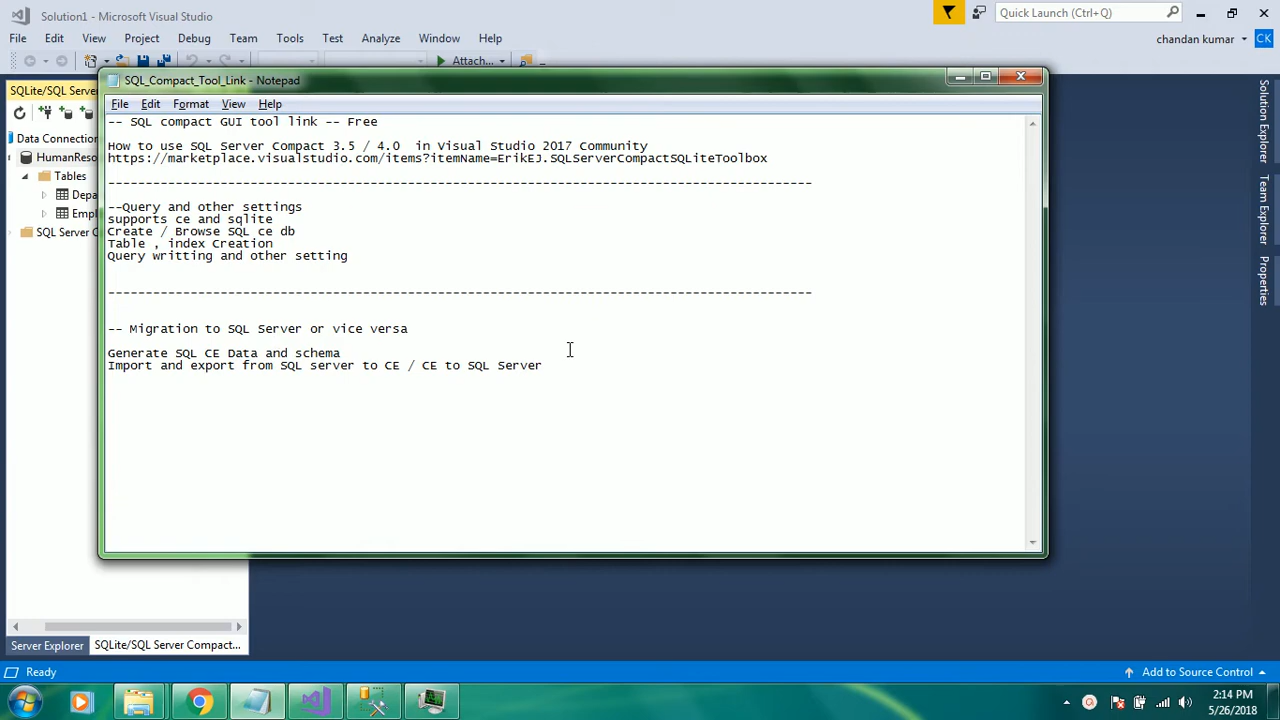 Solution1 - Microsoft Visual Studio
Quick Launch (Ctrl+Q)
File Edit View Project Debug Team Tools Test Analyze Window Help
chandan kumar
CK
Attach...
SQLite/SQL Server
SQL_Compact_Tool_Link - Notepad
File Edit Format View Help
Data Connection
HumanReso
Tables
Depa
Empl
SQL Server C
-- SQL compact GUI tool link -- Free
How to use SQL Server Compact 3.5 / 4.0  in Visual Studio 2017 Community
https://marketplace.visualstudio.com/items?itemName=ErikEJ.SQLServerCompactSQLiteToolbox
----------------------------------------------------------------------------------------------
--Query and other settings
supports ce and sqlite
Create / Browse SQL ce db
Table , index Creation
Query writting and other setting
----------------------------------------------------------------------------------------------
-- Migration to SQL Server or vice versa
Generate SQL CE Data and schema
Import and export from SQL server to CE / CE to SQL Server
Solution Explorer
Team Explorer
Properties
Server Explorer
SQLite/SQL Server Compact...
Ready
Add to Source Control
2:14 PM
5/26/2018